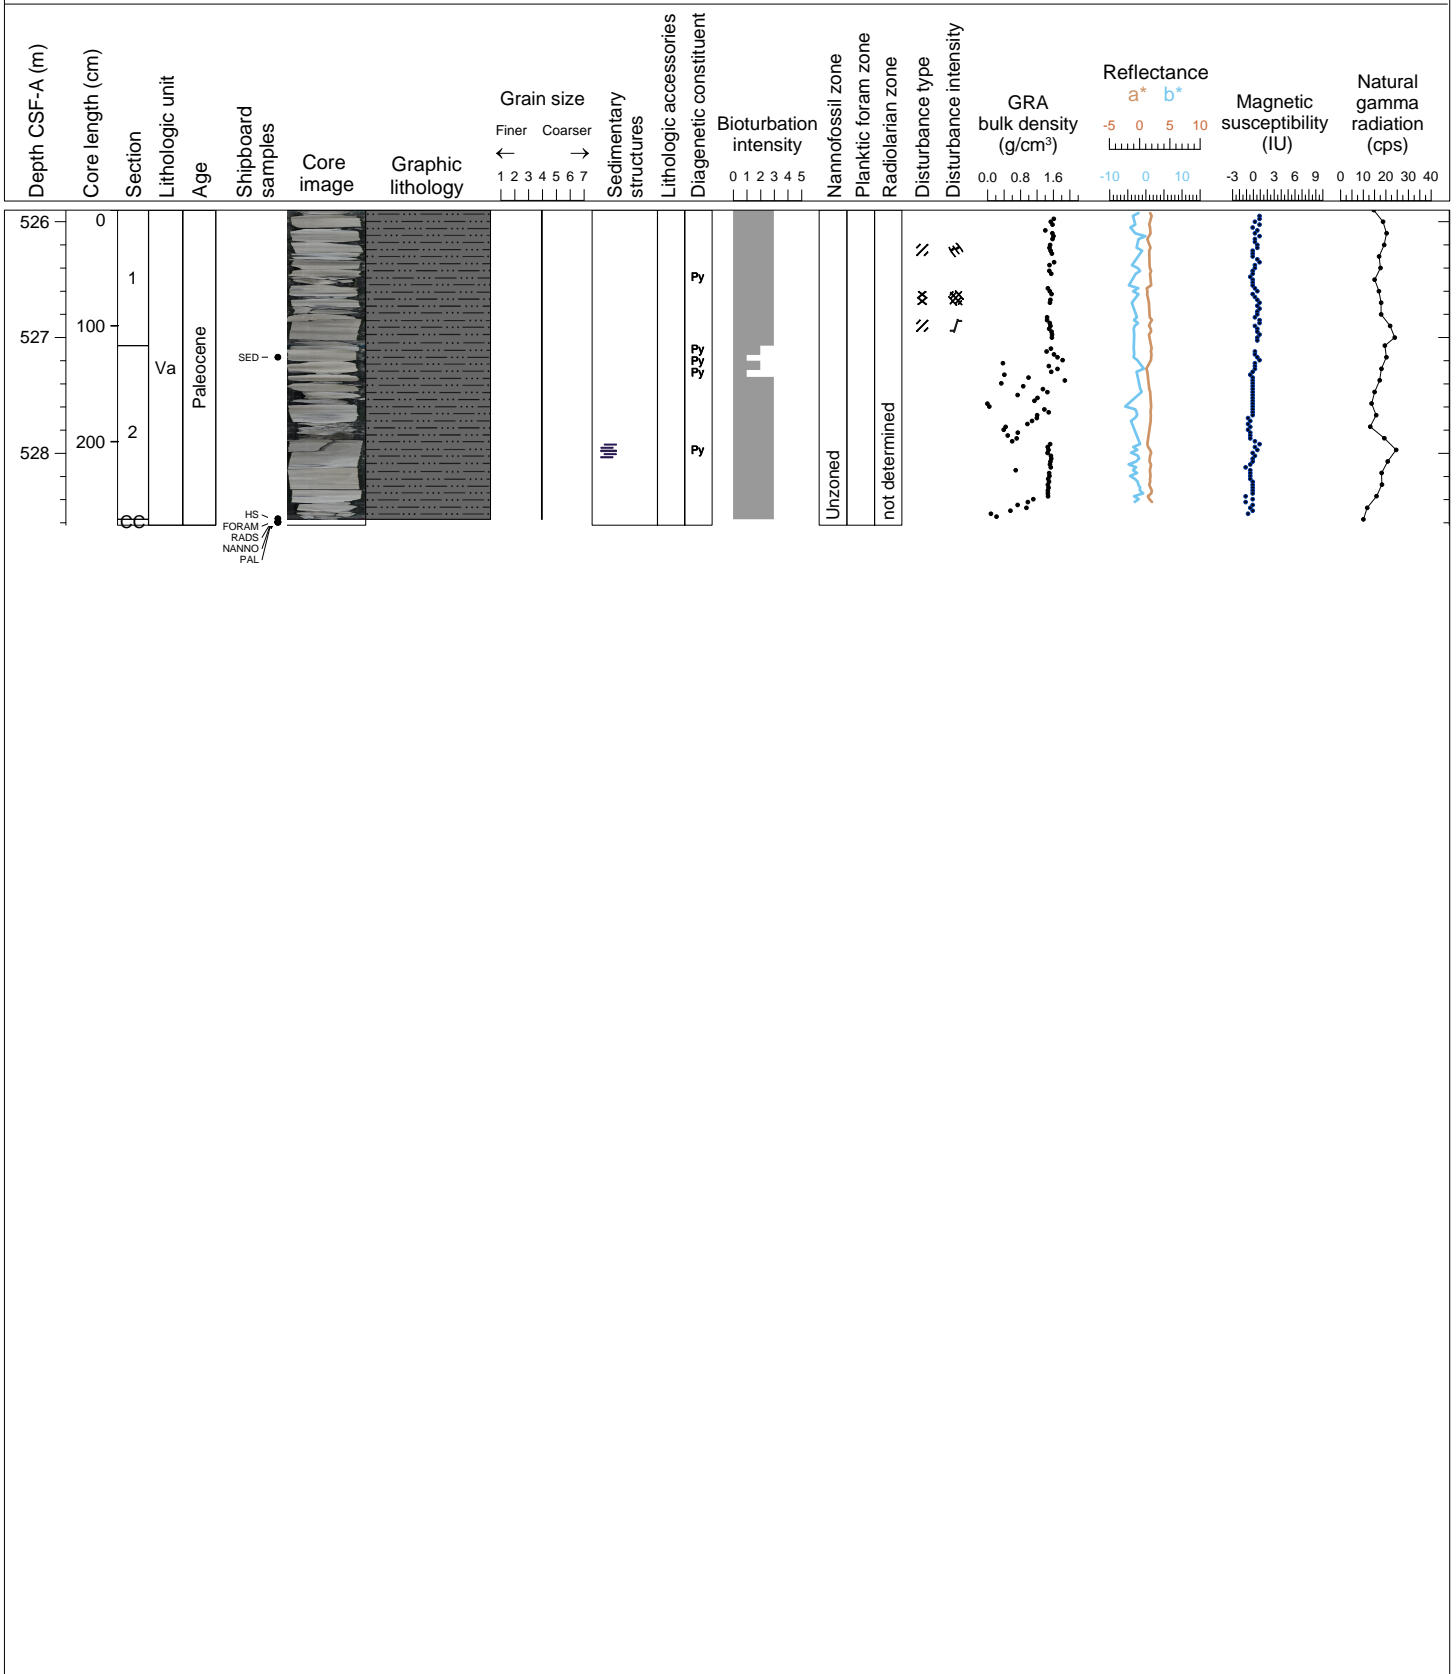 Depth CSF-A (m)
Core length (cm)
Section
Lithologic unit
Age
Shipboard
samples
Core
image
Graphic
lithology
Grain size
Finer Coarser
← →
1 2 3 4 5 6 7
Sedimentary
structures
Lithologic accessories
Diagenetic constituent
Bioturbation
intensity
0 1 2 3 4 5
Nannofossil zone
Planktic foram zone
Radiolarian zone
Disturbance type
Disturbance intensity
GRA
bulk density
(g/cm³)
0.0 0.8 1.6
Reflectance
a* b*
-5 0 5 10
-10 0 10
Magnetic
susceptibility
(IU)
-3 0 3 6 9
Natural
gamma
radiation
(cps)
0 10 20 30 40
526
527
528
0
100
200
1
2
CC
Va
Paleocene
SED
HS
FORAM
RADS
NANNO
PAL
Py
Py
Py
Py
Py
Unzoned
not determined